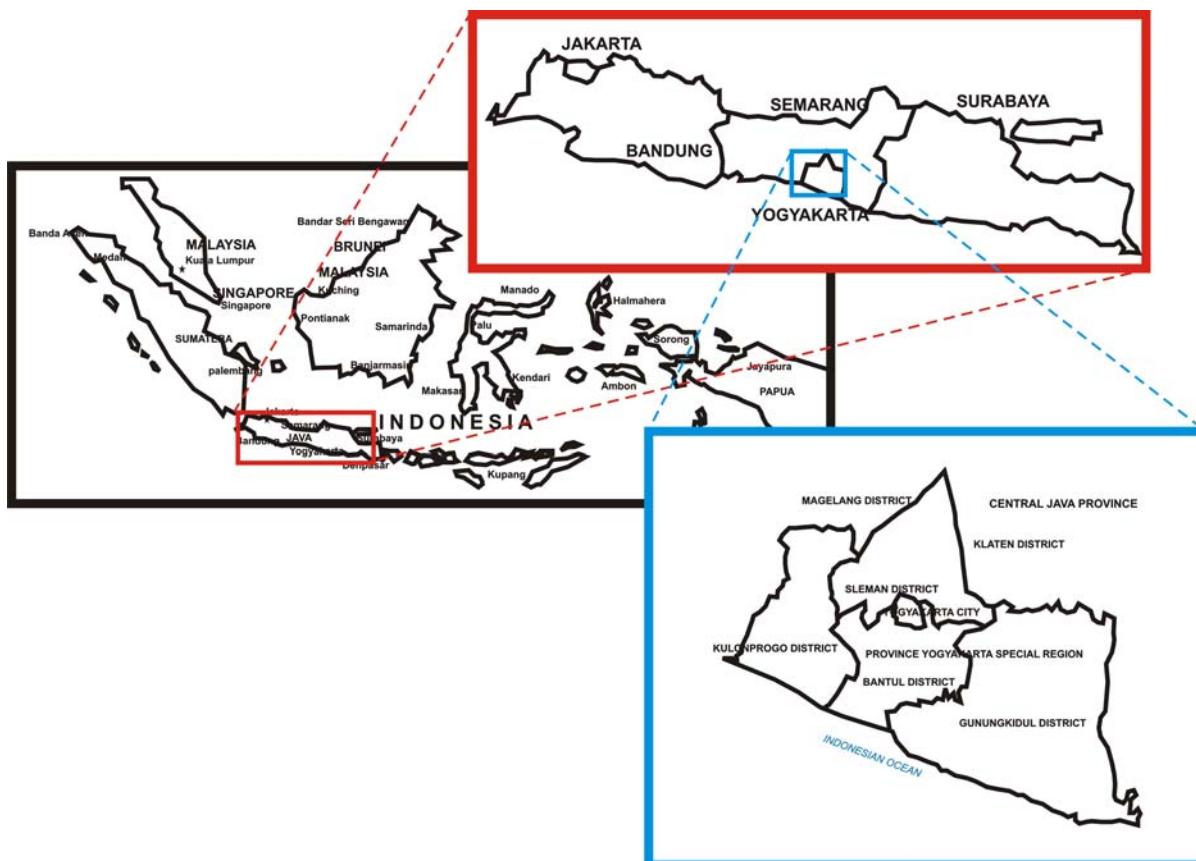 JAKARTA
SEMARANG
SURABAYA
BANDUNG
YOGYAKARTA
Bandar Seri Bengawan
Banda Aceh
MALAYSIA
BRUNEI
Medan
Kuala Lumpur
MALAYSIA
SINGAPORE
Kuching
Manado
Singapore
Halmahera
Pontianak
Samarinda
Palu
SUMATERA
Sorong
palembang
Banjarmasin
Jayapura
Kendari
Makasar
Ambon
PAPUA
Jakarta
INDONESIA
Semarang
Bandung
JAVA
Surabaya
Yogyakarta
Denpasar
Kupang
MAGELANG DISTRICT
CENTRAL JAVA PROVINCE
KLATEN DISTRICT
SLEMAN DISTRICT
YOGYAKARTA CITY
KULONPROGO DISTRICT
PROVINCE YOGYAKARTA SPECIAL REGION
BANTUL DISTRICT
GUNUNGKIDUL DISTRICT
INDONESIAN OCEAN